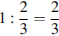 1 : 2/3 = 2/3